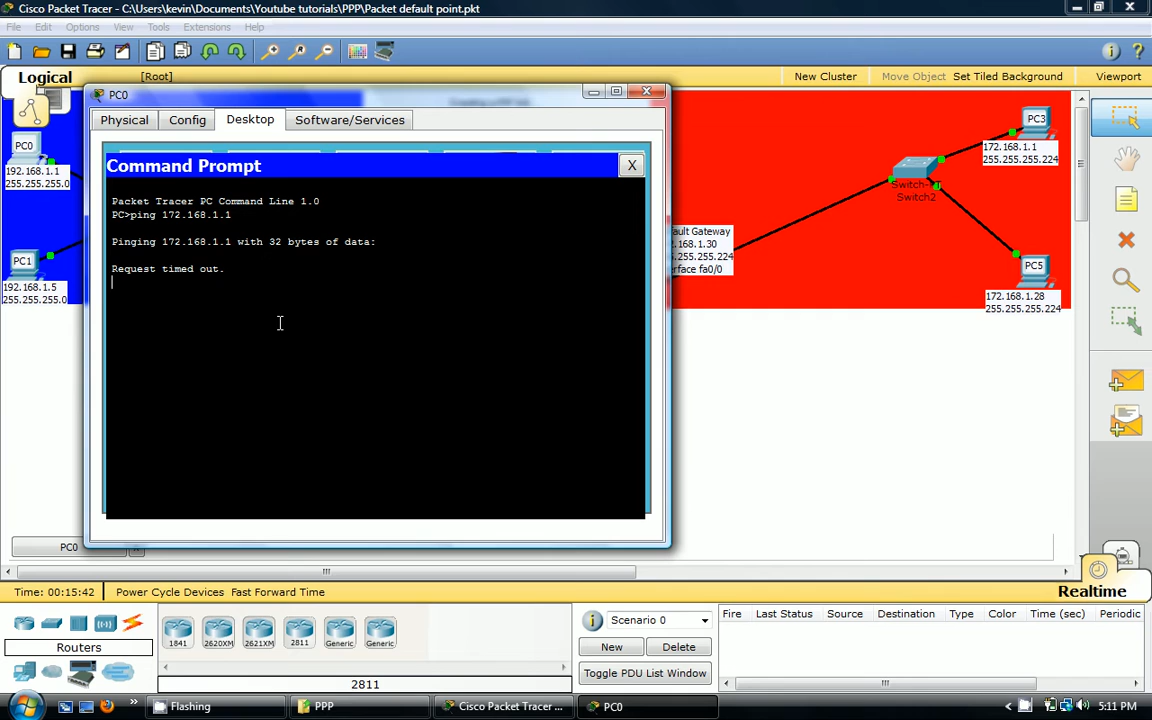 Cisco Packet Tracer - C:\Users\kevin\Documents\Youtube tutorials\PPP\Packet default point.pkt
File Edit Options View Tools Extensions Help
Logical [Root] New Cluster Move Object Set Tiled Background Viewport
PC0
Physical Config Desktop Software/Services
Command Prompt X
Packet Tracer PC Command Line 1.0
PC>ping 172.168.1.1
Pinging 172.168.1.1 with 32 bytes of data:
Request timed out.
PC0
192.168.1.1
255.255.255.0
PC1
192.168.1.5
255.255.255.0
fault Gateway
.168.1.30
.255.255.224
erface fa0/0
Switch2
PC3
172.168.1.1
255.255.255.224
PC5
172.168.1.28
255.255.255.224
PC0
Time: 00:15:42 Power Cycle Devices Fast Forward Time Realtime
Routers
1841 2620XM 2621XM 2811 Generic Generic
2811
Scenario 0
New Delete
Toggle PDU List Window
Fire Last Status Source Destination Type Color Time (sec) Periodic
Flashing PPP Cisco Packet Tracer ... PC0 5:11 PM